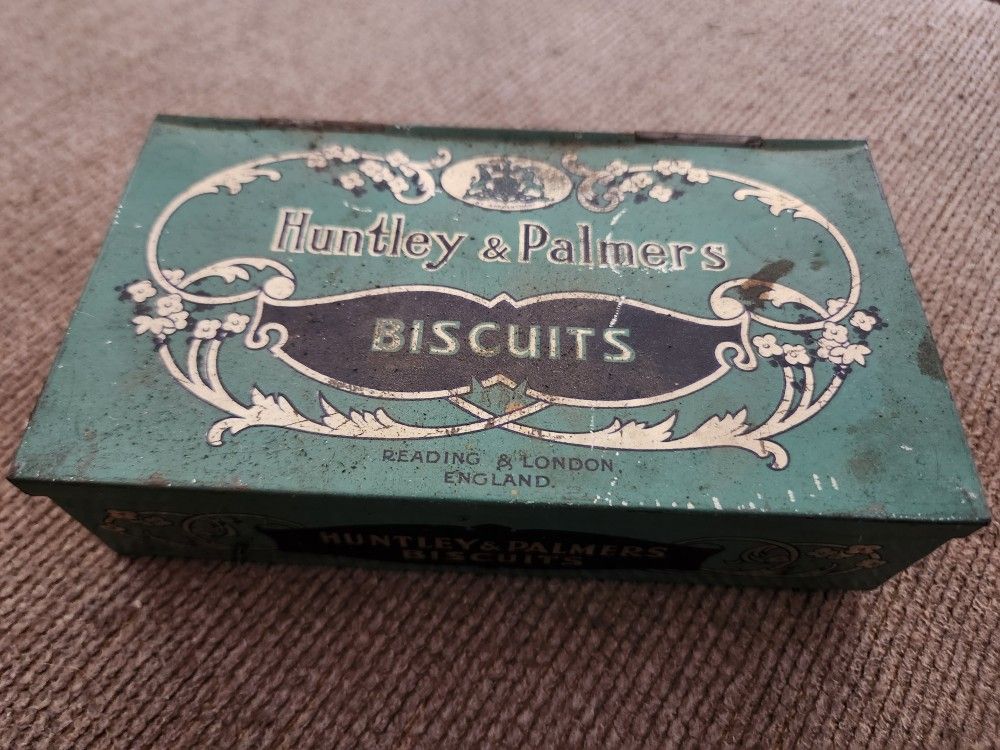 Huntley & Palmers
BISCUITS
READING & LONDON.
ENGLAND.
HUNTLEY & PALMERS
BISCUITS